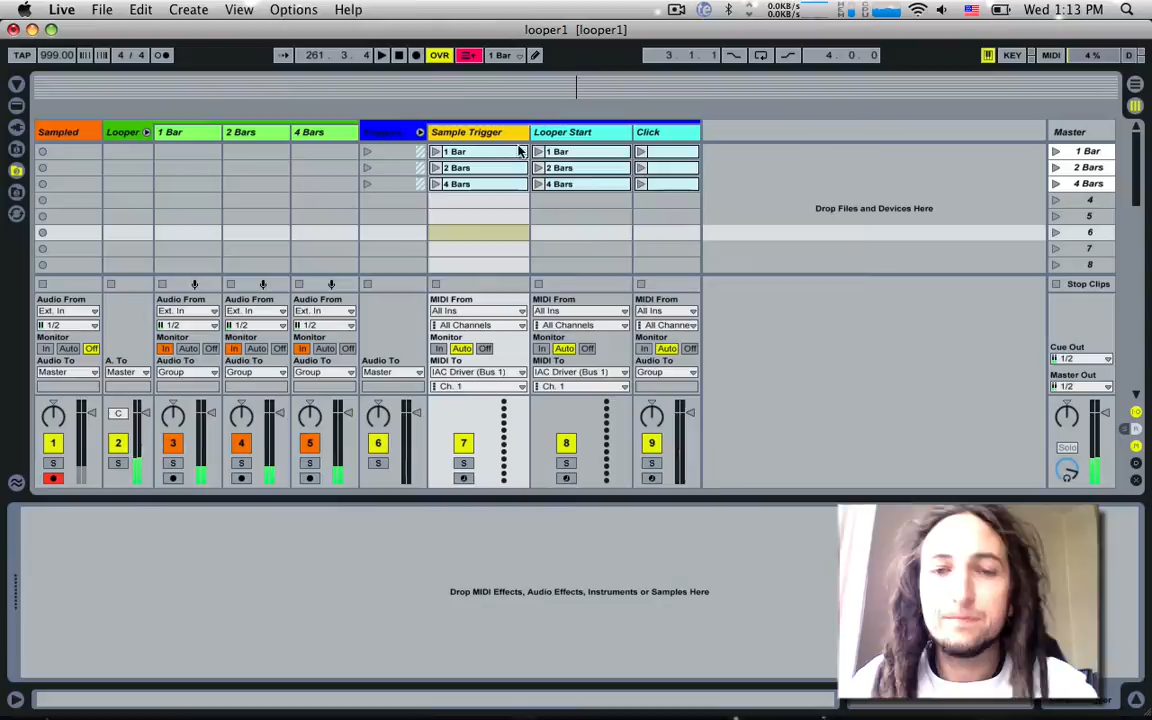 Live File Edit Create View Options Help 0.0KB/s 0.0KB/s Wed 1:13 PM
looper1 [looper1]
TAP 999.00 4 / 4 261. 3. 4 OVR 1 Bar 3. 1. 1 4. 0. 0 KEY MIDI 4 % D
Sampled Looper 1 Bar 2 Bars 4 Bars Sample Trigger Looper Start Click Master
1 Bar 1 Bar 1 Bar
2 Bars 2 Bars 2 Bars
4 Bars 4 Bars 4 Bars
4
Drop Files and Devices Here
5
6
7
8
Stop Clips
Audio From Audio From Audio From Audio From MIDI From MIDI From MIDI From
Ext. In Ext. In Ext. In Ext. In All Ins All Ins All Ins
1/2 1/2 1/2 1/2 All Channels All Channels All Channe
Monitor Monitor Monitor Monitor Monitor Monitor Monitor Cue Out
In Auto Off In Auto Off In Auto Off In Auto Off In Auto Off In Auto Off In Auto Off 1/2
Audio To A. To Audio To Audio To Audio To Audio To MIDI To MIDI To Audio To Master Out
Master Master Group Group Group Master IAC Driver (Bus 1) IAC Driver (Bus 1) Group 1/2
Ch. 1 Ch. 1
C
1 2 3 4 5 6 7 8 9 Solo
S S S S S S S S S
Drop MIDI Effects, Audio Effects, Instruments or Samples Here